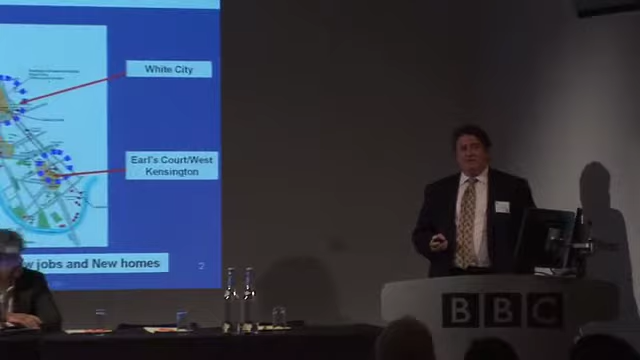 White City
Earl's Court/West
Kensington
jobs and New homes
2
BBC